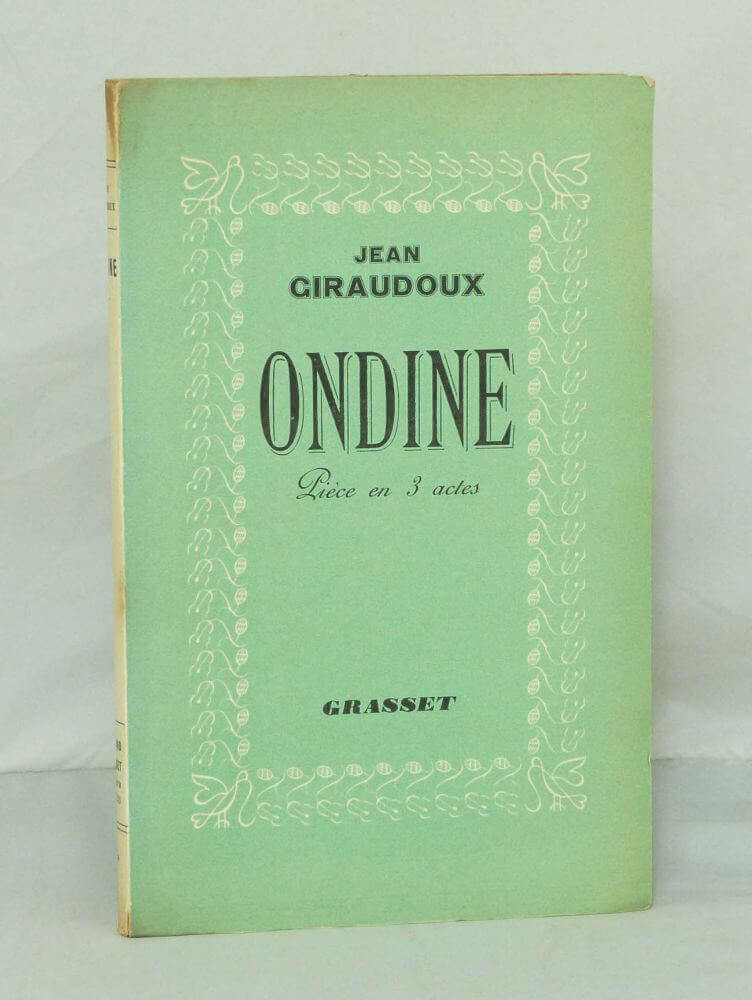 JEAN
GIRAUDOUX
ONDINE
Pièce en 3 actes
GRASSET